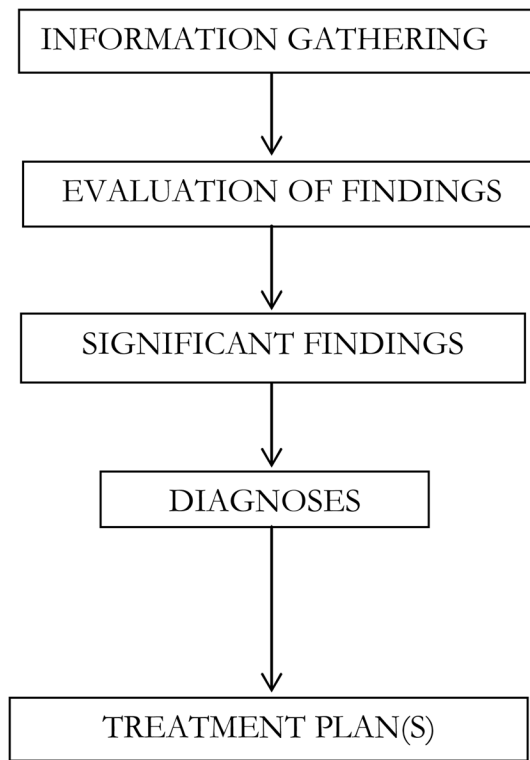 INFORMATION GATHERING
EVALUATION OF FINDINGS
SIGNIFICANT FINDINGS
DIAGNOSES
TREATMENT PLAN(S)